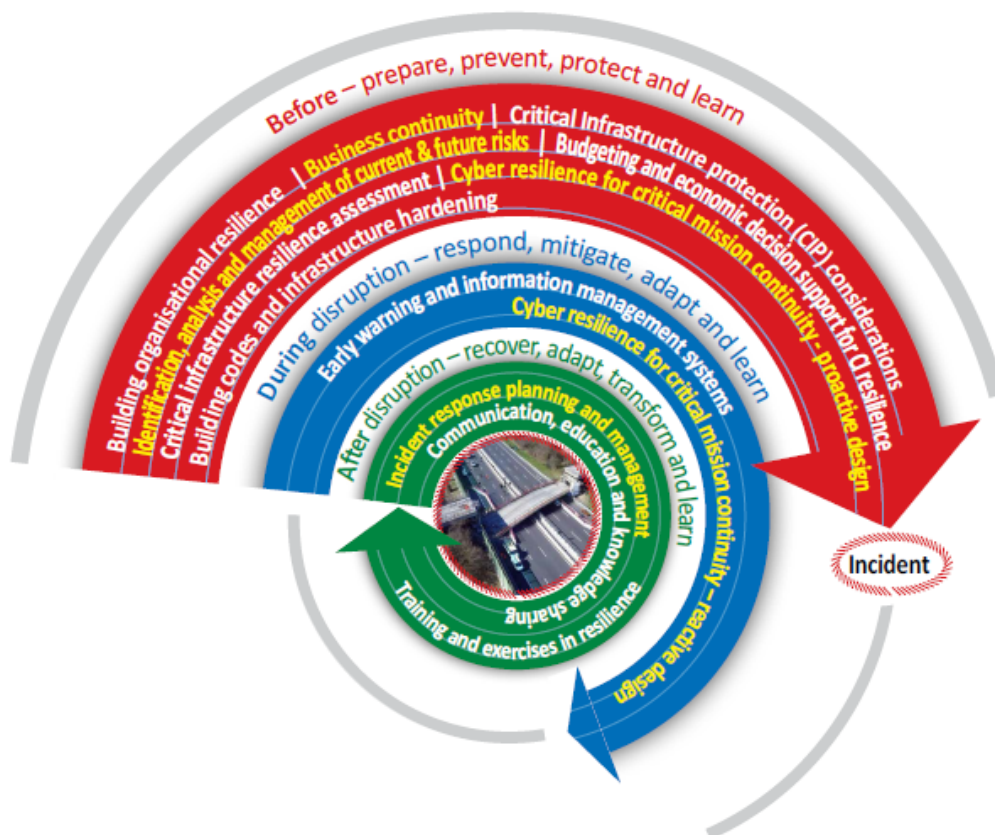 Before – prepare, prevent, protect and learn
Building organisational resilience | Business continuity | Critical Infrastructure protection (CIP) considerations
Identification, analysis and management of current & future risks | Budgeting and economic decision support for CI resilience
Critical Infrastructure resilience assessment | Cyber resilience for critical mission continuity - proactive design
Building codes and infrastructure hardening
Incident
During disruption – respond, mitigate, adapt and learn
Early warning and information management systems
Cyber resilience for critical mission continuity – reactive design
After disruption – recover, adapt, transform and learn
Incident response planning and management
Communication, education and knowledge sharing
Training and exercises in resilience